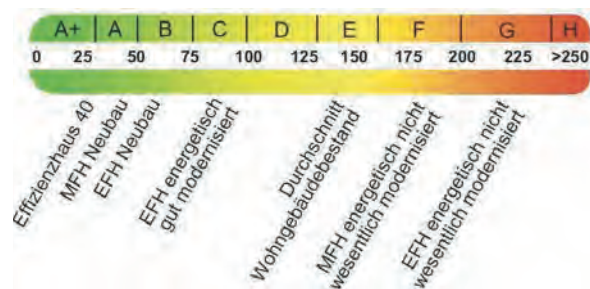 A+ A B C D E F G H
0 25 50 75 100 125 150 175 200 225 >250
Effizienzhaus 40
MFH Neubau
EFH Neubau
EFH energetisch
gut modernisiert
Durchschnitt
Wohngebäudebestand
MFH energetisch nicht
wesentlich modernisiert
EFH energetisch nicht
wesentlich modernisiert